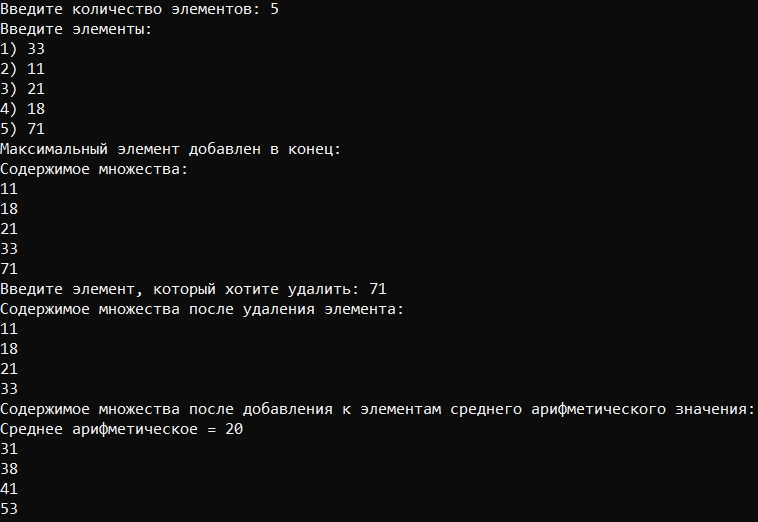 Введите количество элементов: 5
Введите элементы:
1) 33
2) 11
3) 21
4) 18
5) 71
Максимальный элемент добавлен в конец:
Содержимое множества:
11
18
21
33
71
Введите элемент, который хотите удалить: 71
Содержимое множества после удаления элемента:
11
18
21
33
Содержимое множества после добавления к элементам среднего арифметического значения:
Среднее арифметическое = 20
31
38
41
53